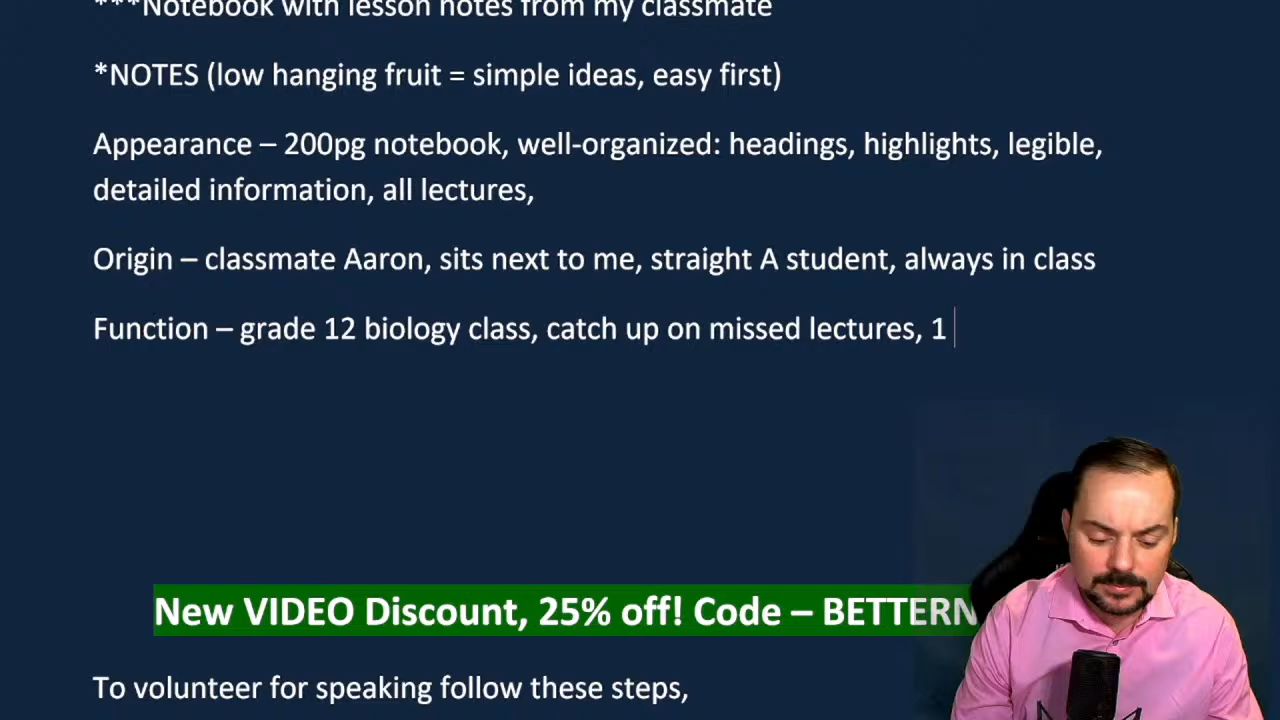 ***Notebook with lesson notes from my classmate
*NOTES (low hanging fruit = simple ideas, easy first)
Appearance – 200pg notebook, well-organized: headings, highlights, legible,
detailed information, all lectures,
Origin – classmate Aaron, sits next to me, straight A student, always in class
Function – grade 12 biology class, catch up on missed lectures, 1
New VIDEO Discount, 25% off! Code – BETTERN
To volunteer for speaking follow these steps,